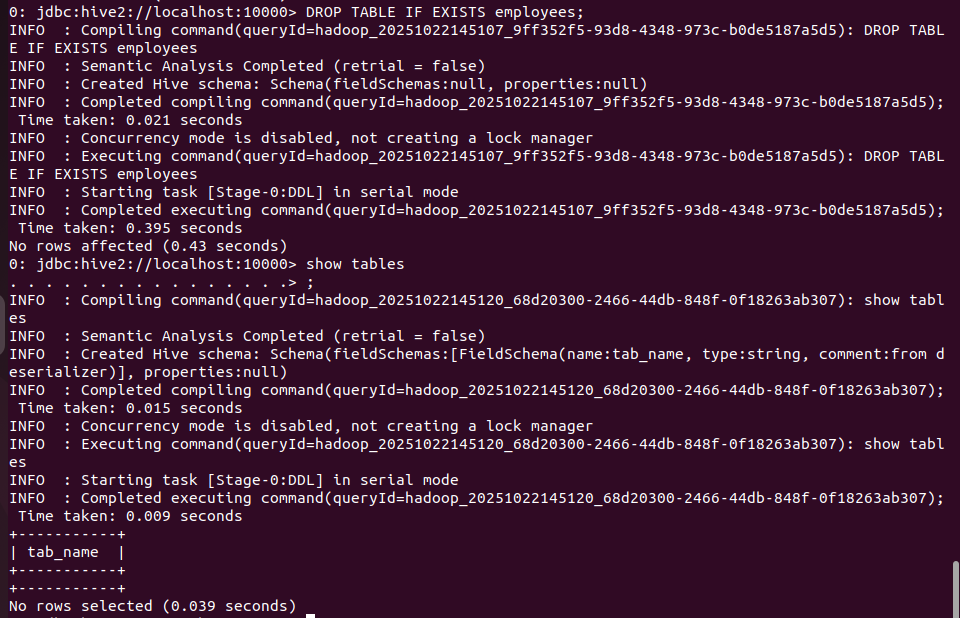 0: jdbc:hive2://localhost:10000> DROP TABLE IF EXISTS employees;
INFO  : Compiling command(queryId=hadoop_20251022145107_9ff352f5-93d8-4348-973c-b0de5187a5d5): DROP TABL
E IF EXISTS employees
INFO  : Semantic Analysis Completed (retrial = false)
INFO  : Created Hive schema: Schema(fieldSchemas:null, properties:null)
INFO  : Completed compiling command(queryId=hadoop_20251022145107_9ff352f5-93d8-4348-973c-b0de5187a5d5);
 Time taken: 0.021 seconds
INFO  : Concurrency mode is disabled, not creating a lock manager
INFO  : Executing command(queryId=hadoop_20251022145107_9ff352f5-93d8-4348-973c-b0de5187a5d5): DROP TABL
E IF EXISTS employees
INFO  : Starting task [Stage-0:DDL] in serial mode
INFO  : Completed executing command(queryId=hadoop_20251022145107_9ff352f5-93d8-4348-973c-b0de5187a5d5);
 Time taken: 0.395 seconds
No rows affected (0.43 seconds)
0: jdbc:hive2://localhost:10000> show tables
. . . . . . . . . . . . . . . .> ;
INFO  : Compiling command(queryId=hadoop_20251022145120_68d20300-2466-44db-848f-0f18263ab307): show tabl
es
INFO  : Semantic Analysis Completed (retrial = false)
INFO  : Created Hive schema: Schema(fieldSchemas:[FieldSchema(name:tab_name, type:string, comment:from d
eserializer)], properties:null)
INFO  : Completed compiling command(queryId=hadoop_20251022145120_68d20300-2466-44db-848f-0f18263ab307);
 Time taken: 0.015 seconds
INFO  : Concurrency mode is disabled, not creating a lock manager
INFO  : Executing command(queryId=hadoop_20251022145120_68d20300-2466-44db-848f-0f18263ab307): show tabl
es
INFO  : Starting task [Stage-0:DDL] in serial mode
INFO  : Completed executing command(queryId=hadoop_20251022145120_68d20300-2466-44db-848f-0f18263ab307);
 Time taken: 0.009 seconds
+-----------+
| tab_name  |
+-----------+
+-----------+
No rows selected (0.039 seconds)